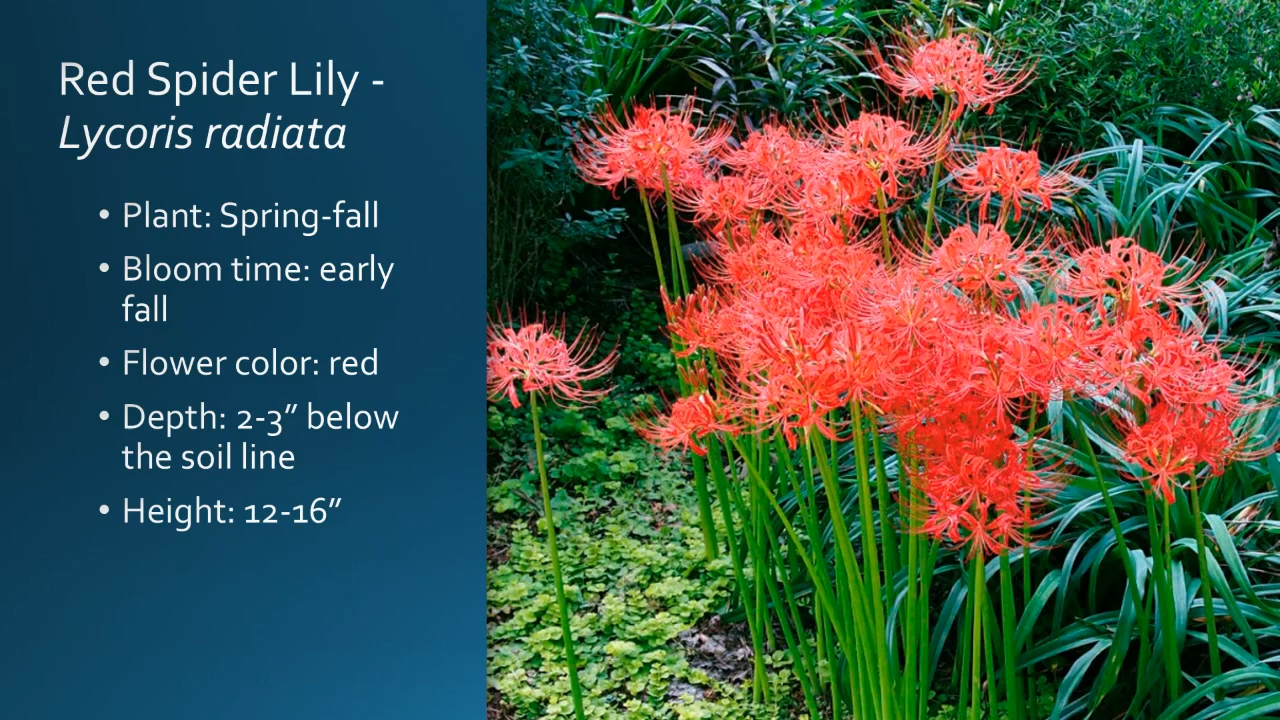 Red Spider Lily -
Lycoris radiata
• Plant: Spring-fall
• Bloom time: early
fall
• Flower color: red
• Depth: 2-3” below
the soil line
• Height: 12-16”